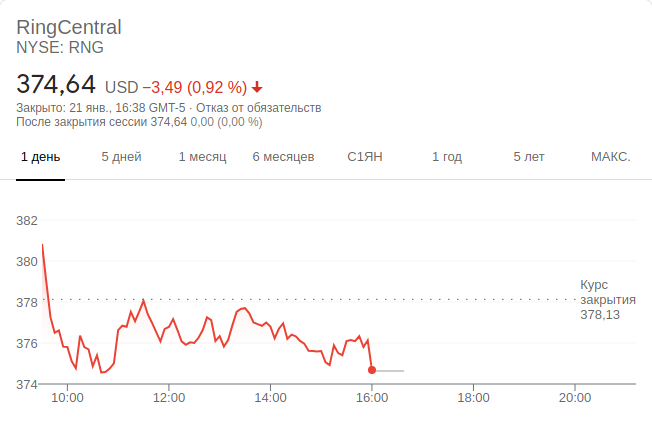 RingCentral
NYSE: RNG
374,64 USD −3,49 (0,92 %)
Закрыто: 21 янв., 16:38 GMT-5 · Отказ от обязательств
После закрытия сессии 374,64 0,00 (0,00 %)
1 день 5 дней 1 месяц 6 месяцев С1ЯН 1 год 5 лет МАКС.
382
380
378
376
374
Курс
закрытия
378,13
10:00 12:00 14:00 16:00 18:00 20:00